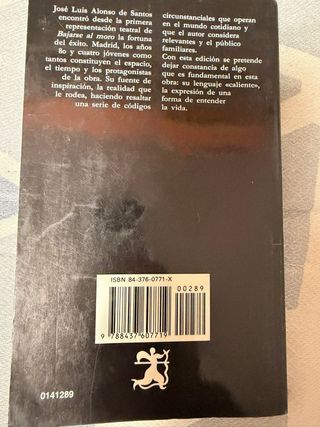 José Luis Alonso de Santos
encontró desde la primera
representación teatral de
Bajarse al moro la fortuna
del éxito. Madrid, los años
80 y cuatro jóvenes como
tantos constituyen el espacio,
el tiempo y los protagonistas
de la obra. Su fuente de
inspiración, la realidad que
le rodea, haciendo resaltar
una serie de códigos
circunstanciales que operan
en el mundo cotidiano y
que el autor considera
relevantes y el público
familiares.
Con esta edición se pretende
dejar constancia de algo
que es fundamental en esta
obra: su lenguaje «caliente»,
la expresión de una
forma de entender
la vida.
ISBN 84-376-0771-X
00289
9 788437 607719
0141289